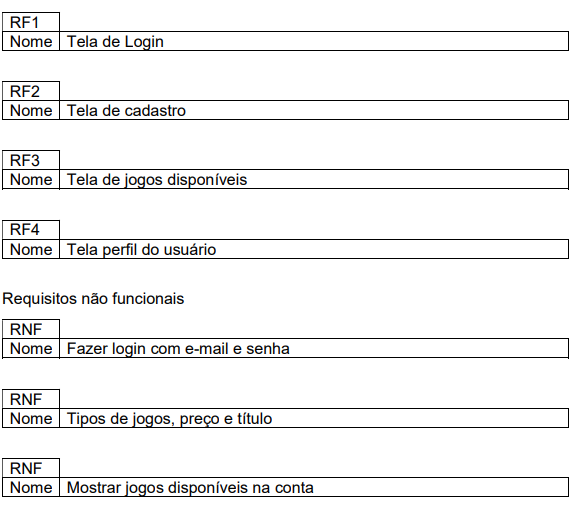 RF1
Nome Tela de Login
RF2
Nome Tela de cadastro
RF3
Nome Tela de jogos disponíveis
RF4
Nome Tela perfil do usuário
Requisitos não funcionais
RNF
Nome Fazer login com e-mail e senha
RNF
Nome Tipos de jogos, preço e título
RNF
Nome Mostrar jogos disponíveis na conta